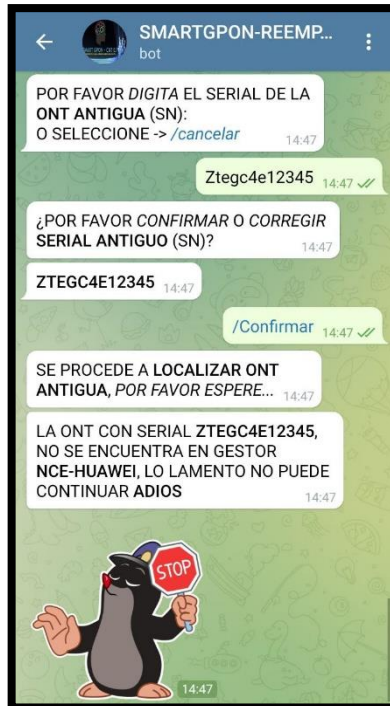 SMARTGPON-REEMP...
bot
POR FAVOR DIGITA EL SERIAL DE LA
ONT ANTIGUA (SN):
O SELECCIONE -> /cancelar
14:47
Ztegc4e12345
14:47
¿POR FAVOR CONFIRMAR O CORREGIR
SERIAL ANTIGUO (SN)?
14:47
ZTEGC4E12345
14:47
/Confirmar
14:47
SE PROCEDE A LOCALIZAR ONT
ANTIGUA, POR FAVOR ESPERE...
14:47
LA ONT CON SERIAL ZTEGC4E12345,
NO SE ENCUENTRA EN GESTOR
NCE-HUAWEI, LO LAMENTO NO PUEDE
CONTINUAR ADIOS
14:47
STOP
14:47